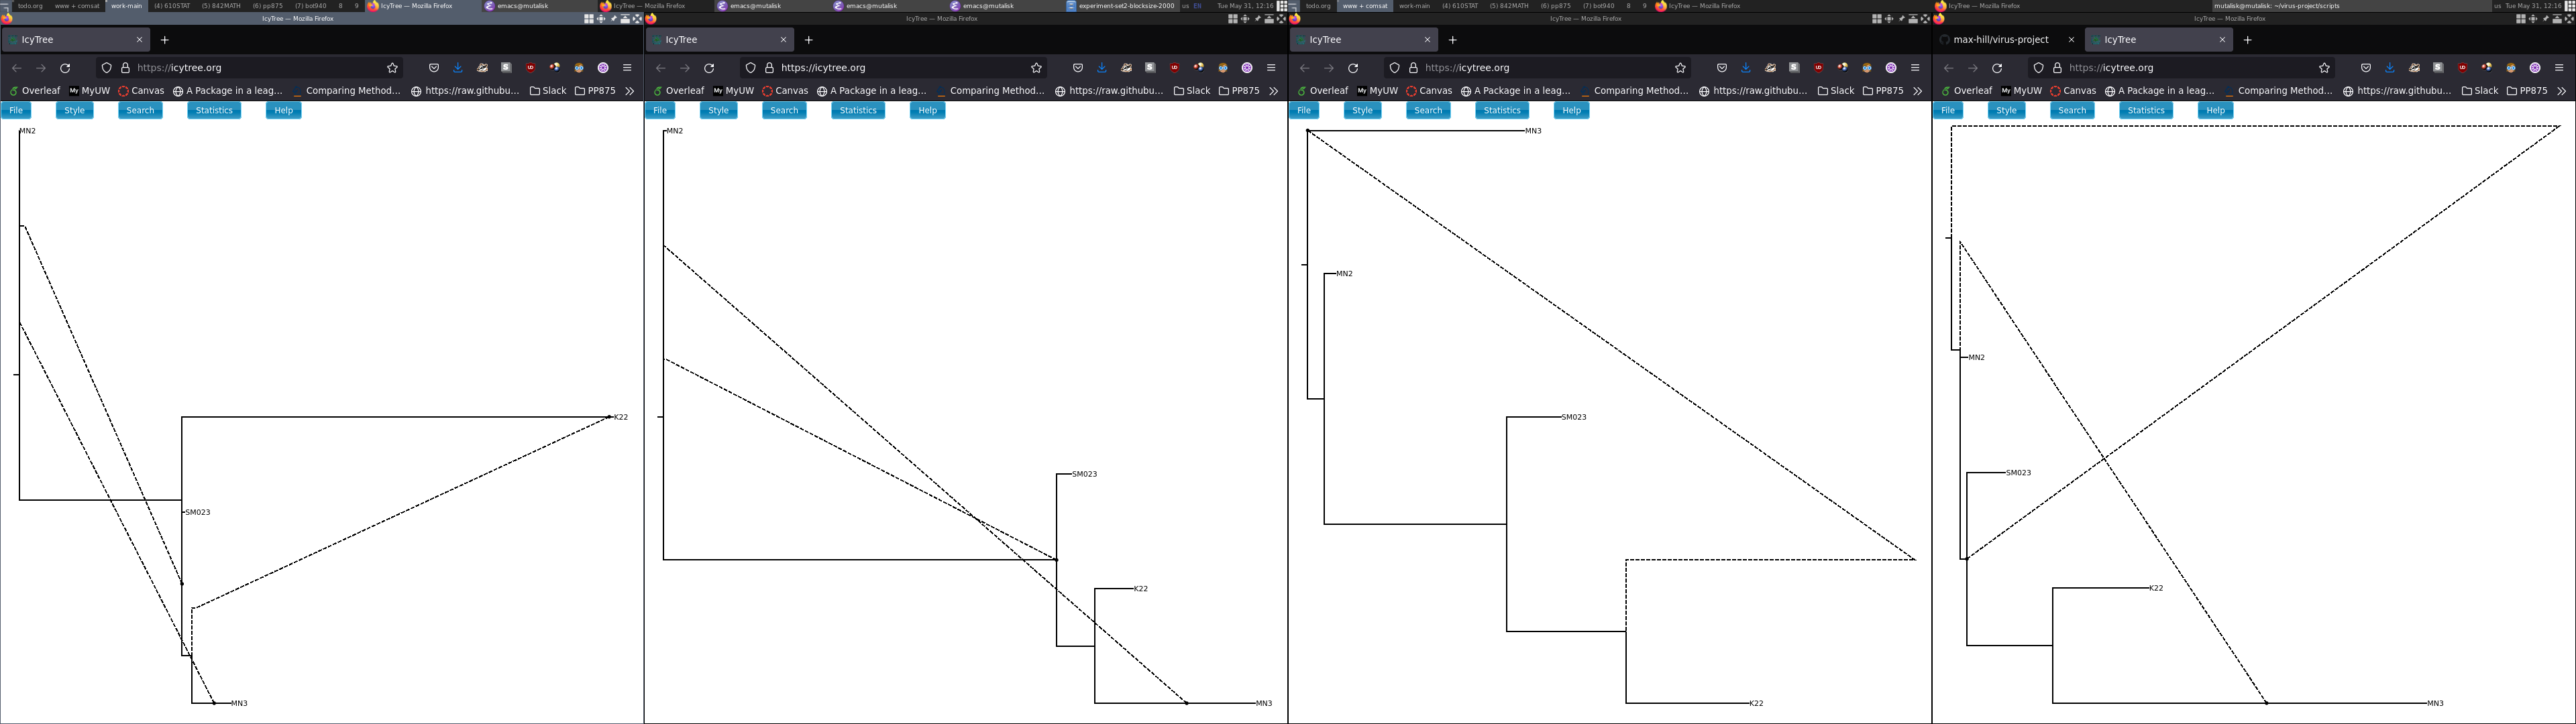 todo.org www + comsat work-main (4) 610STAT (5) 842MATH (6) pp875 (7) bot940 8 9 IcyTree — Mozilla Firefox emacs@mutalisk IcyTree — Mozilla Firefox emacs@mutalisk emacs@mutalisk emacs@mutalisk experiment-set2-blocksize-2000 us EN Tue May 31, 12:16
todo.org www + comsat work-main (4) 610STAT (5) 842MATH (6) pp875 (7) bot940 8 9 IcyTree — Mozilla Firefox
IcyTree — Mozilla Firefox mutalisk@mutalisk: ~/virus-project/scripts us Tue May 31, 12:16
IcyTree — Mozilla Firefox
IcyTree
https://icytree.org
Overleaf MyUW Canvas A Package in a leag... Comparing Method... https://raw.githubu... Slack PP875
File Style Search Statistics Help
MN2
K22
SM023
MN3
IcyTree — Mozilla Firefox
IcyTree
https://icytree.org
Overleaf MyUW Canvas A Package in a leag... Comparing Method... https://raw.githubu... Slack PP875
File Style Search Statistics Help
MN2
SM023
K22
MN3
IcyTree — Mozilla Firefox
IcyTree
https://icytree.org
Overleaf MyUW Canvas A Package in a leag... Comparing Method... https://raw.githubu... Slack PP875
File Style Search Statistics Help
MN3
MN2
SM023
K22
IcyTree — Mozilla Firefox
max-hill/virus-project IcyTree
https://icytree.org
Overleaf MyUW Canvas A Package in a leag... Comparing Method... https://raw.githubu... Slack PP875
File Style Search Statistics Help
MN2
SM023
K22
MN3